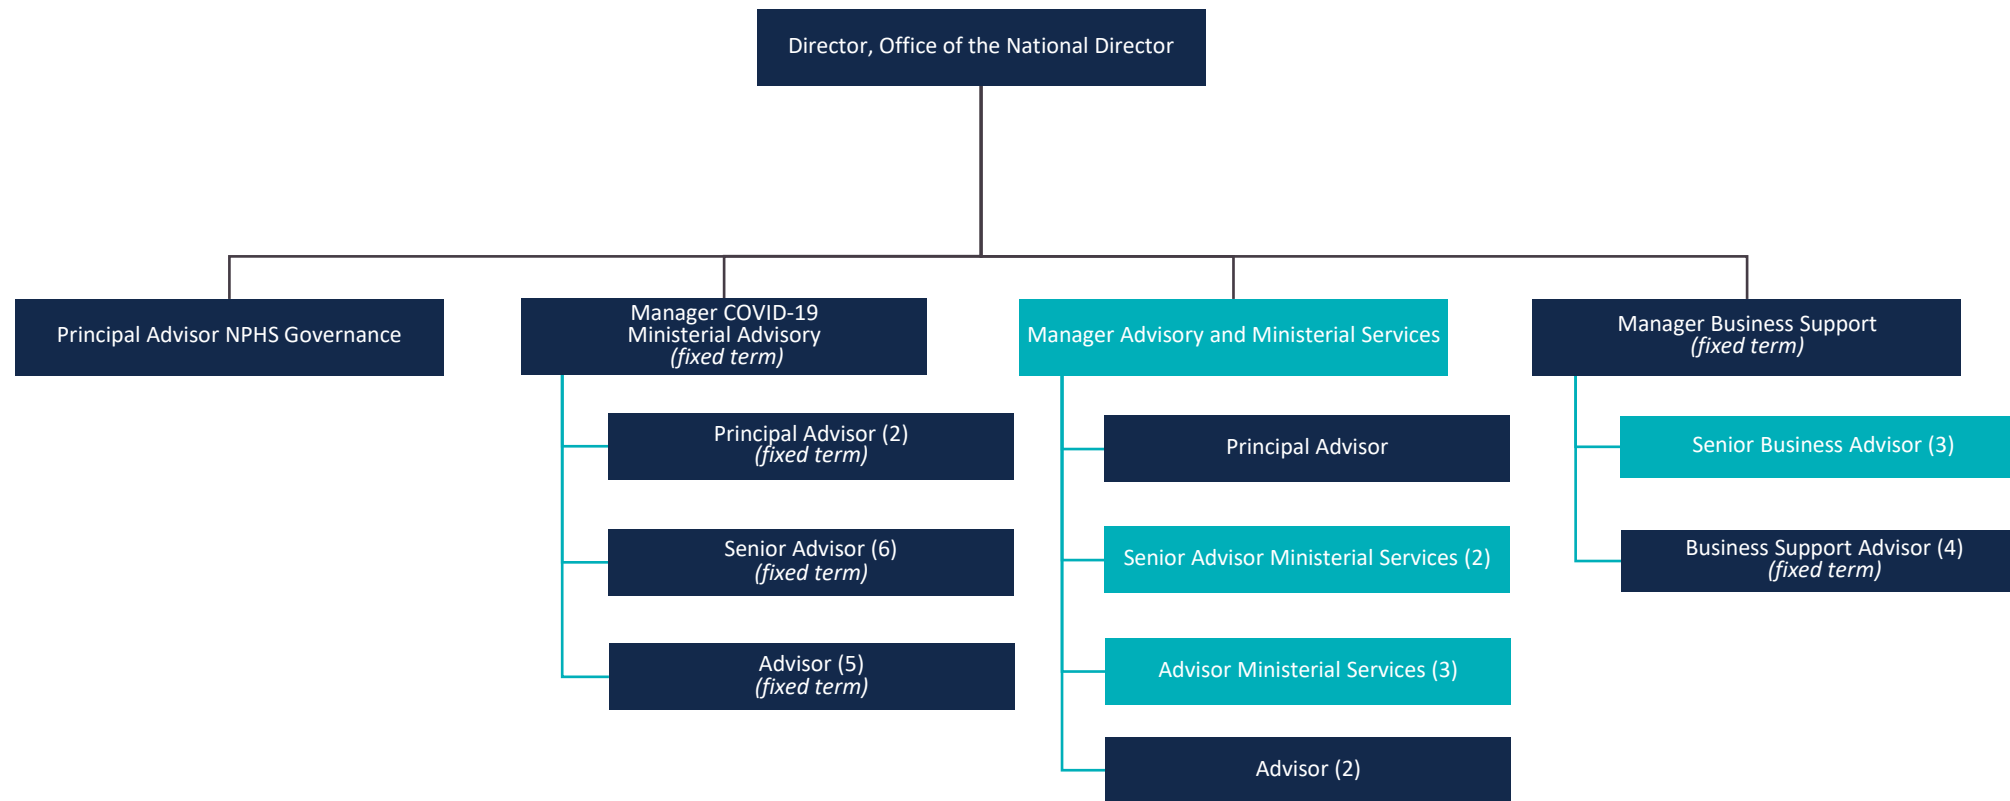 Director, Office of the National Director
Principal Advisor NPHS Governance
Manager COVID-19
Ministerial Advisory
(fixed term)
Principal Advisor (2)
(fixed term)
Senior Advisor (6)
(fixed term)
Advisor (5)
(fixed term)
Manager Advisory and Ministerial Services
Principal Advisor
Senior Advisor Ministerial Services (2)
Advisor Ministerial Services (3)
Advisor (2)
Manager Business Support
(fixed term)
Senior Business Advisor (3)
Business Support Advisor (4)
(fixed term)